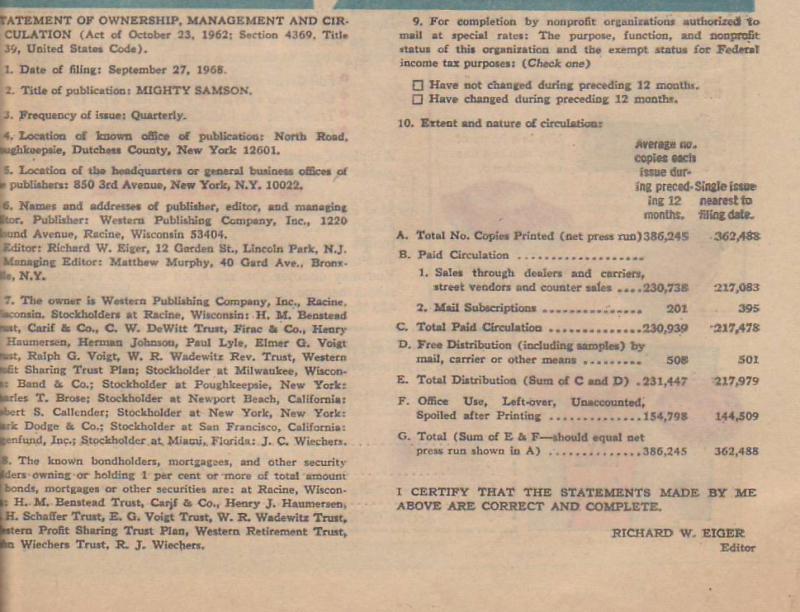 TATEMENT OF OWNERSHIP, MANAGEMENT AND CIR-
CULATION (Act of October 23, 1962; Section 4369, Title
39, United States Code).
1. Date of filing: September 27, 1968.
2. Title of publication: MIGHTY SAMSON.
3. Frequency of issue: Quarterly.
4. Location of known office of publication: North Road,
oughkeepsie, Dutchess County, New York 12601.
5. Location of the headquarters or general business offices of
e publishers: 850 3rd Avenue, New York, N.Y. 10022.
6. Names and addresses of publisher, editor, and managing
itor. Publisher: Western Publishing Company, Inc., 1220
ound Avenue, Racine, Wisconsin 53404.
Editor: Richard W. Eiger, 12 Garden St., Lincoln Park, N.J.
Managing Editor: Matthew Murphy, 40 Gard Ave., Bronx-
lle, N.Y.
7. The owner is Western Publishing Company, Inc., Racine,
isconsin. Stockholders at Racine, Wisconsin: H. M. Benstead
ust, Carif & Co., C. W. DeWitt Trust, Firac & Co., Henry
Haumersen, Herman Johnson, Paul Lyle, Elmer G. Voigt
ust, Ralph G. Voigt, W. R. Wadewitz Rev. Trust, Western
ofit Sharing Trust Plan; Stockholder at Milwaukee, Wiscon-
: Band & Co.; Stockholder at Poughkeepsie, New York:
arles T. Brose; Stockholder at Newport Beach, California:
bert S. Callender; Stockholder at New York, New York:
ark Dodge & Co.; Stockholder at San Francisco, California:
genfund, Inc.; Stockholder at Miami, Florida: J. C. Wiechers.
8. The known bondholders, mortgagees, and other security
lders owning or holding 1 per cent or more of total amount
bonds, mortgages or other securities are: at Racine, Wiscon-
: H. M. Benstead Trust, Carif & Co., Henry J. Haumersen,
H. Schaffer Trust, E. G. Voigt Trust, W. R. Wadewitz Trust,
estern Profit Sharing Trust Plan, Western Retirement Trust,
n Wiechers Trust, R. J. Wiechers.
9. For completion by nonprofit organizations authorized to
mail at special rates: The purpose, function, and nonprofit
status of this organization and the exempt status for Federal
income tax purposes: (Check one)
☐ Have not changed during preceding 12 months.
☐ Have changed during preceding 12 months.
10. Extent and nature of circulation:
Average no.
copies each
issue dur-
ing preced- Single issue
ing 12 nearest to
months. filing date.
A. Total No. Copies Printed (net press run) 386,245 362,488
B. Paid Circulation ..................
1. Sales through dealers and carriers,
street vendors and counter sales ....230,738 217,083
2. Mail Subscriptions .............. 201 395
C. Total Paid Circulation .............230,939 217,478
D. Free Distribution (including samples) by
mail, carrier or other means ......... 508 501
E. Total Distribution (Sum of C and D) .231,447 217,979
F. Office Use, Left-over, Unaccounted,
Spoiled after Printing .............154,798 144,509
G. Total (Sum of E & F—should equal net
press run shown in A) .............386,245 362,488
I CERTIFY THAT THE STATEMENTS MADE BY ME
ABOVE ARE CORRECT AND COMPLETE.
RICHARD W. EIGER
Editor